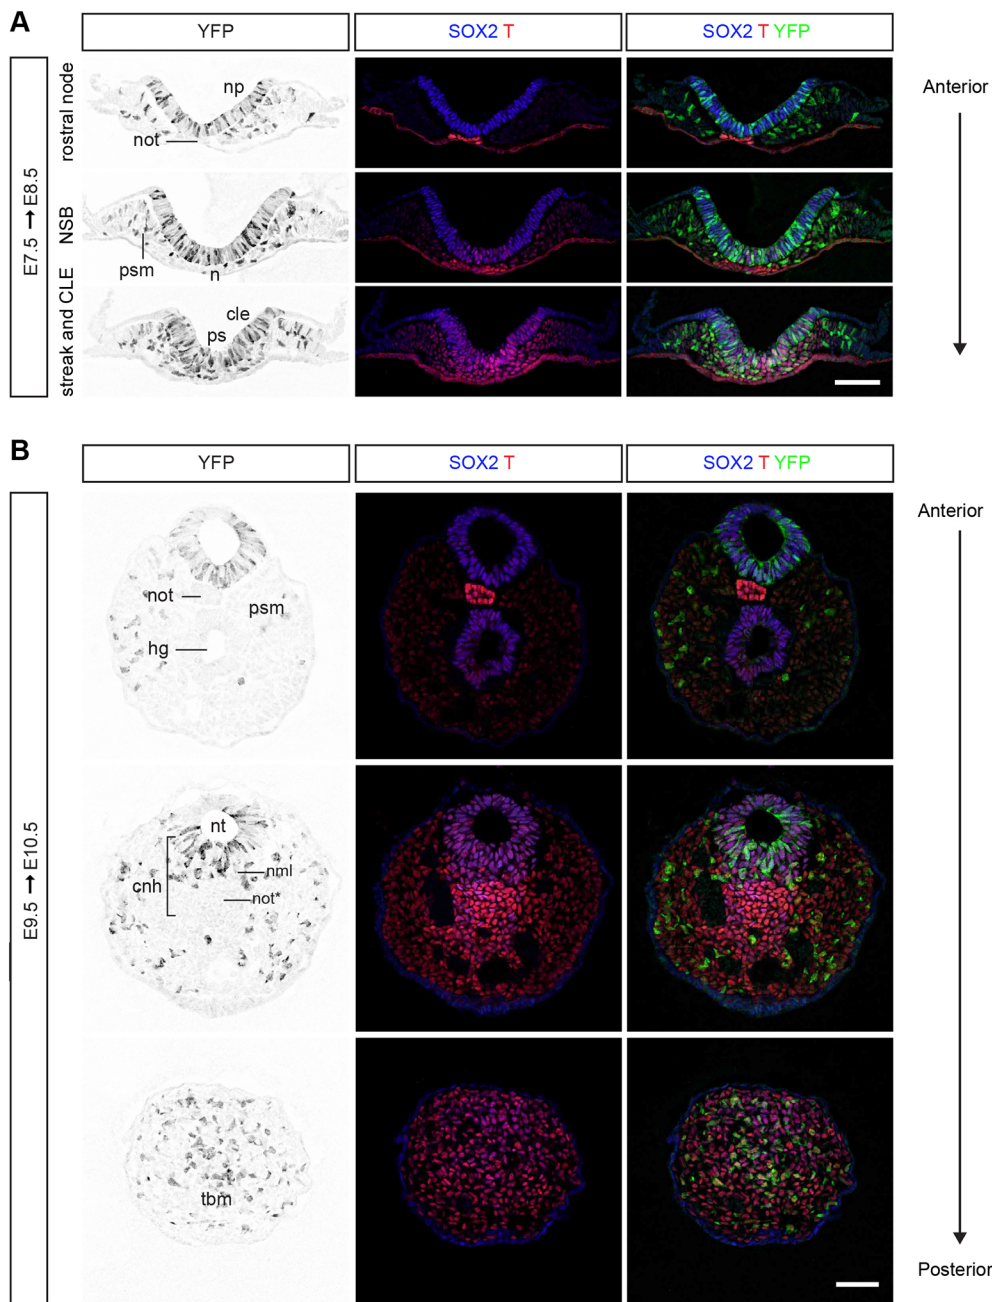 A
YFP
SOX2 T
SOX2 T YFP
E7.5 → E8.5
rostral node
np
not
Anterior
NSB
psm
n
streak and CLE
cle
ps
B
YFP
SOX2 T
SOX2 T YFP
E9.5 → E10.5
Anterior
not
psm
hg
nt
cnh
nml
not*
tbm
Posterior